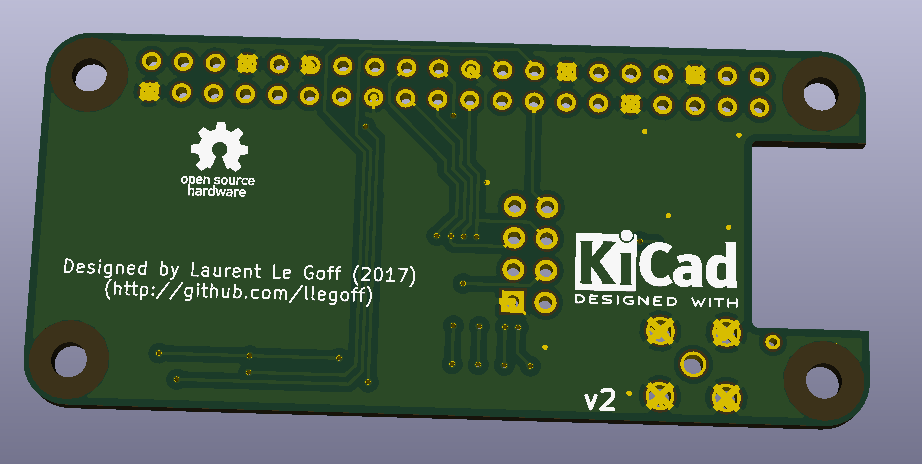 open source
hardware
Designed by Laurent Le Goff (2017)
(http://github.com/llegoff)
KiCad
DESIGNED WITH
v2